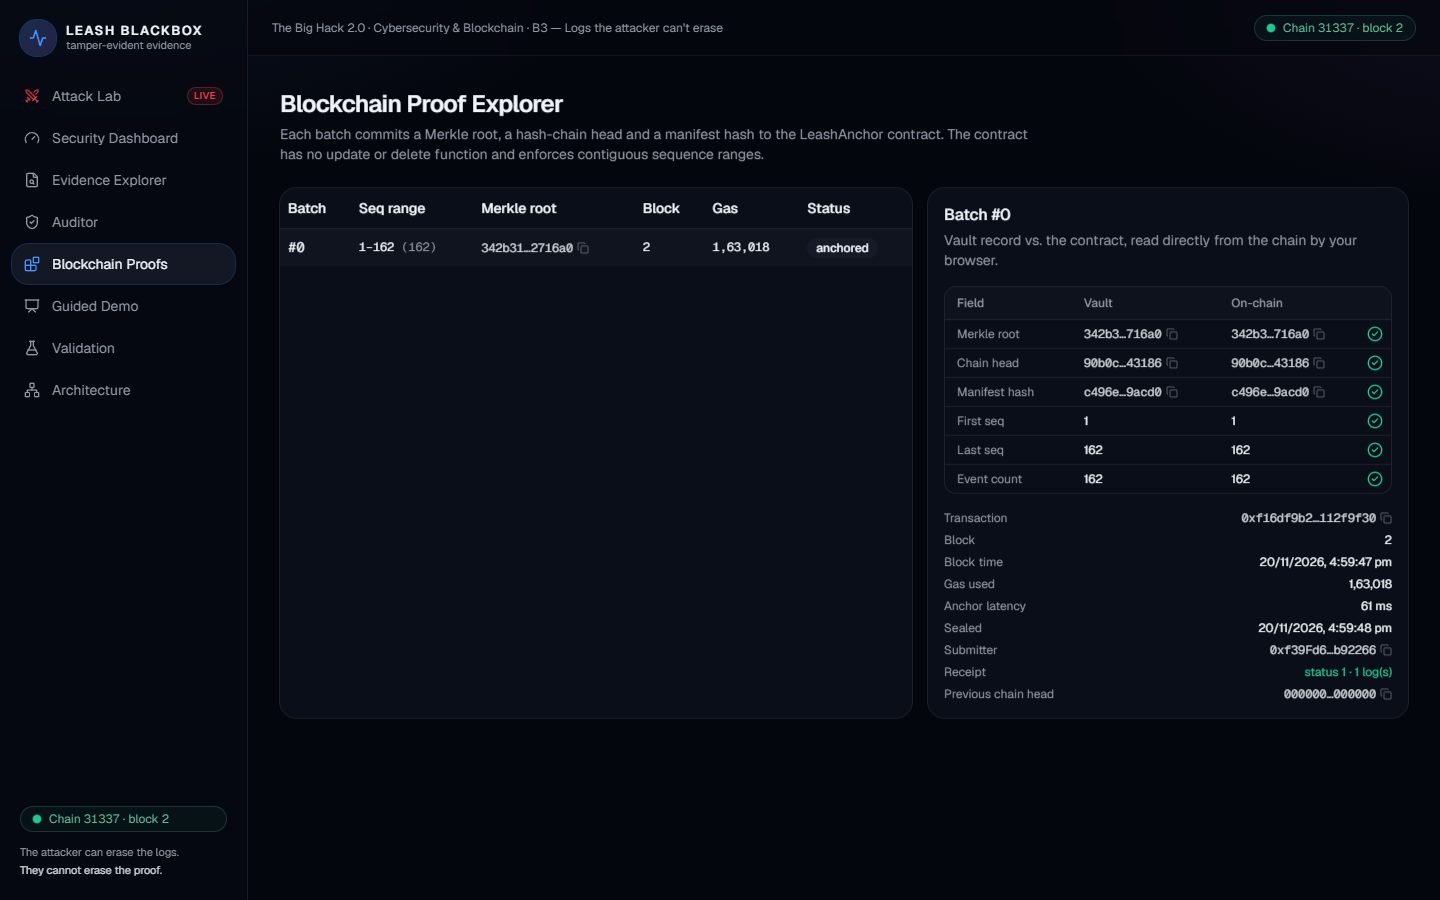 LEASH BLACKBOX
tamper-evident evidence
Attack Lab
LIVE
Security Dashboard
Evidence Explorer
Auditor
Blockchain Proofs
Guided Demo
Validation
Architecture
Chain 31337 · block 2
The attacker can erase the logs.
They cannot erase the proof.
The Big Hack 2.0 · Cybersecurity & Blockchain · B3 — Logs the attacker can't erase
Chain 31337 · block 2
Blockchain Proof Explorer
Each batch commits a Merkle root, a hash-chain head and a manifest hash to the LeashAnchor contract. The contract
has no update or delete function and enforces contiguous sequence ranges.
Batch Seq range Merkle root Block Gas Status
#0 1–162 (162) 342b31…2716a0 2 1,63,018 anchored
Batch #0
Vault record vs. the contract, read directly from the chain by your
browser.
Field Vault On-chain
Merkle root 342b3…716a0 342b3…716a0
Chain head 90b0c…43186 90b0c…43186
Manifest hash c496e…9acd0 c496e…9acd0
First seq 1 1
Last seq 162 162
Event count 162 162
Transaction 0xf16df9b2…112f9f30
Block 2
Block time 20/11/2026, 4:59:47 pm
Gas used 1,63,018
Anchor latency 61 ms
Sealed 20/11/2026, 4:59:48 pm
Submitter 0xf39Fd6…b92266
Receipt status 1 · 1 log(s)
Previous chain head 000000…000000